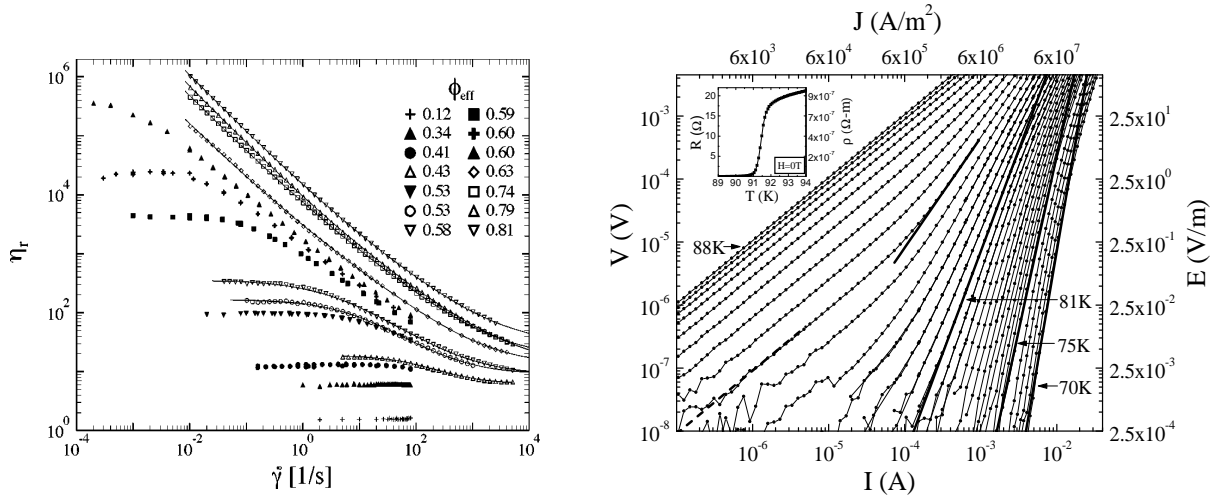 η_r
10^6
10^4
10^2
10^0
10^-4
10^-2
10^0
10^2
10^4
γ̇ [1/s]
ϕ_eff
0.12 0.59
0.34 0.60
0.41 0.60
0.43 0.63
0.53 0.74
0.53 0.79
0.58 0.81
J (A/m^2)
6x10^3 6x10^4 6x10^5 6x10^6 6x10^7
V (V)
10^-3
10^-4
10^-5
10^-6
10^-7
10^-8
R (Ω)
20
15
10
5
89 90 91 92 93 94
T (K)
H=0T
9x10^-7
7x10^-7
4x10^-7
2x10^-7
ρ (Ω-m)
88K
81K
75K
70K
2.5x10^1
2.5x10^0
2.5x10^-1
2.5x10^-2
2.5x10^-3
2.5x10^-4
E (V/m)
10^-6 10^-5 10^-4 10^-3 10^-2
I (A)